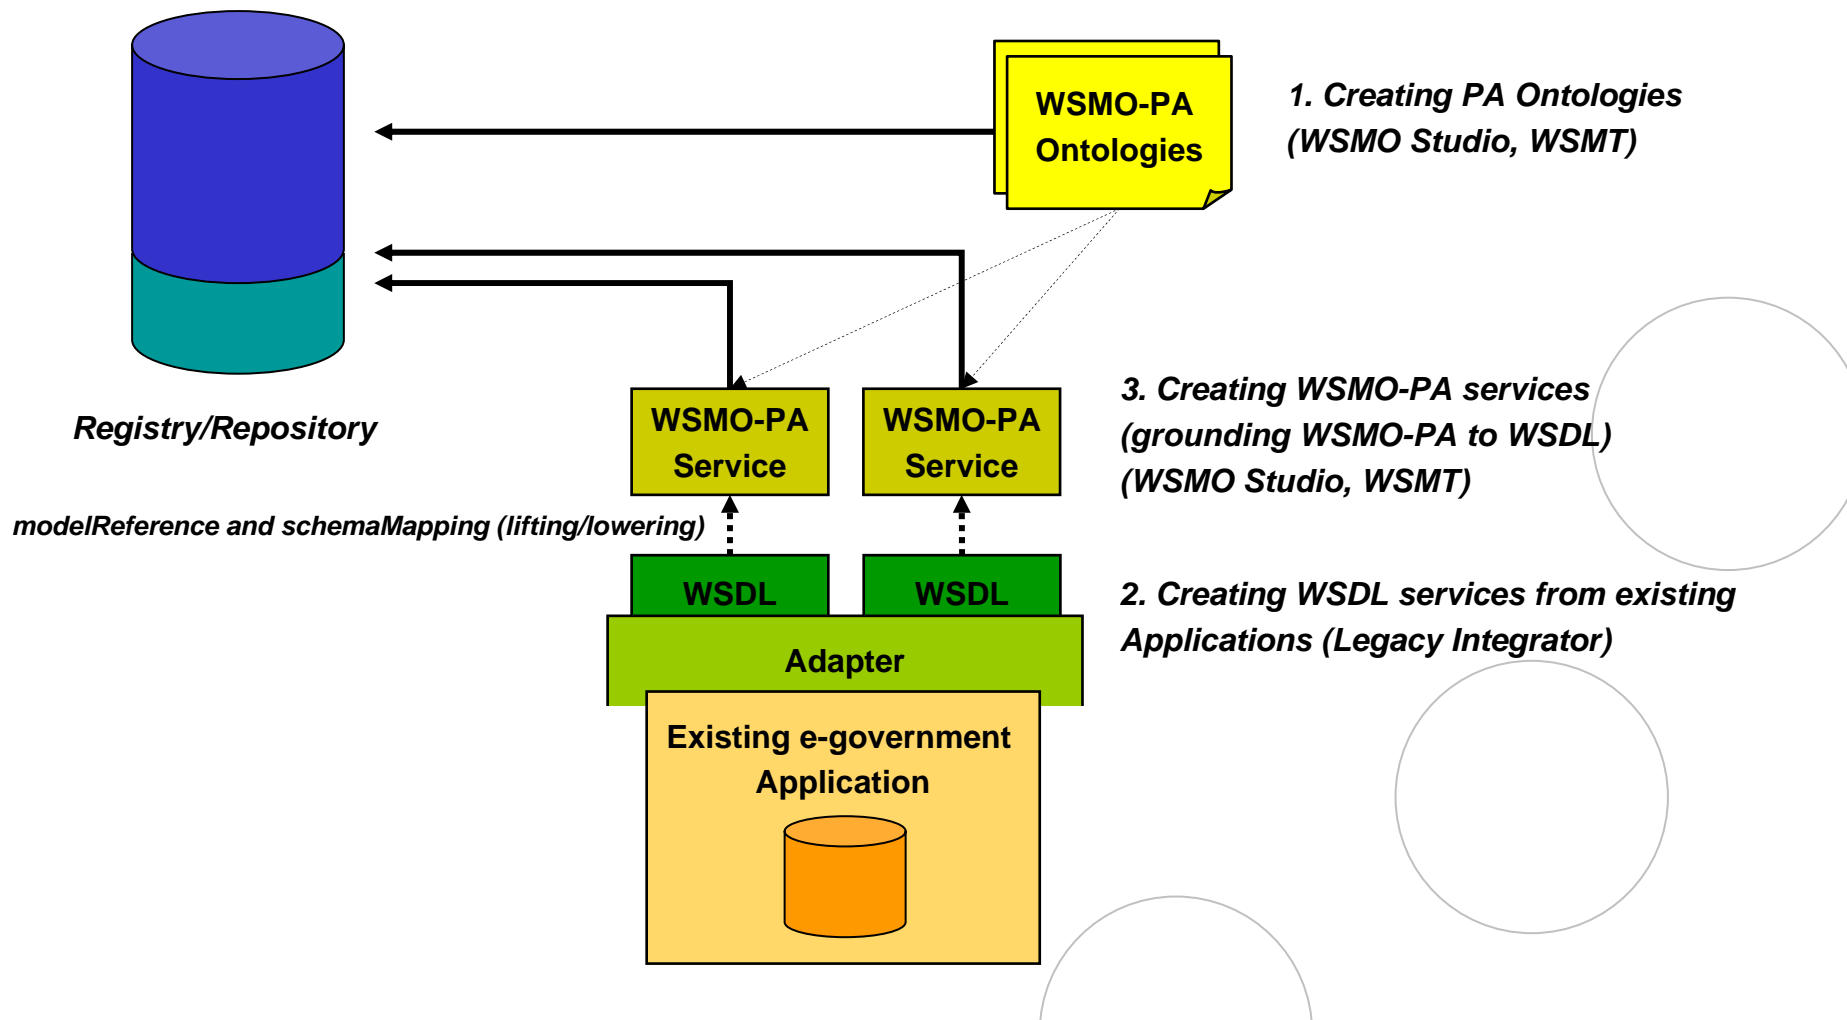 WSMO-PA
Ontologies
1. Creating PA Ontologies
(WSMO Studio, WSMT)
Registry/Repository
WSMO-PA
Service
WSMO-PA
Service
3. Creating WSMO-PA services
(grounding WSMO-PA to WSDL)
(WSMO Studio, WSMT)
modelReference and schemaMapping (lifting/lowering)
WSDL
WSDL
2. Creating WSDL services from existing
Applications (Legacy Integrator)
Adapter
Existing e-government
Application